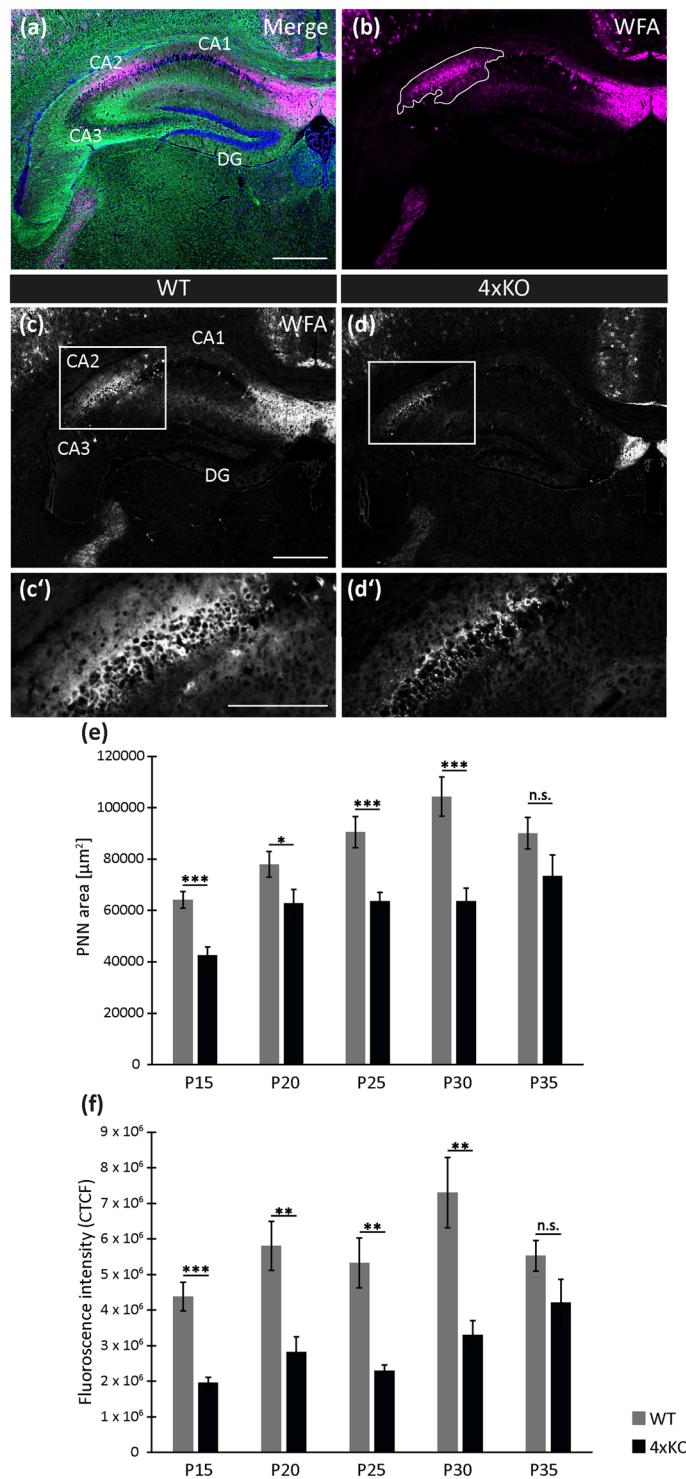 (a) Merge
CA1
CA2
CA3
DG
(b) WFA
WT 4xKO
(c) WFA
CA1
CA2
CA3
DG
(d)
(c‘) (d‘)
(e)
PNN area [µm²]
120000
100000
80000
60000
40000
20000
0
*** * *** *** n.s.
P15 P20 P25 P30 P35
(f)
Fluoroscence intensity (CTCF)
9 x 10⁶
8 x 10⁶
7 x 10⁶
6 x 10⁶
5 x 10⁶
4 x 10⁶
3 x 10⁶
2 x 10⁶
1 x 10⁶
0
*** ** ** ** n.s.
P15 P20 P25 P30 P35
WT
4xKO